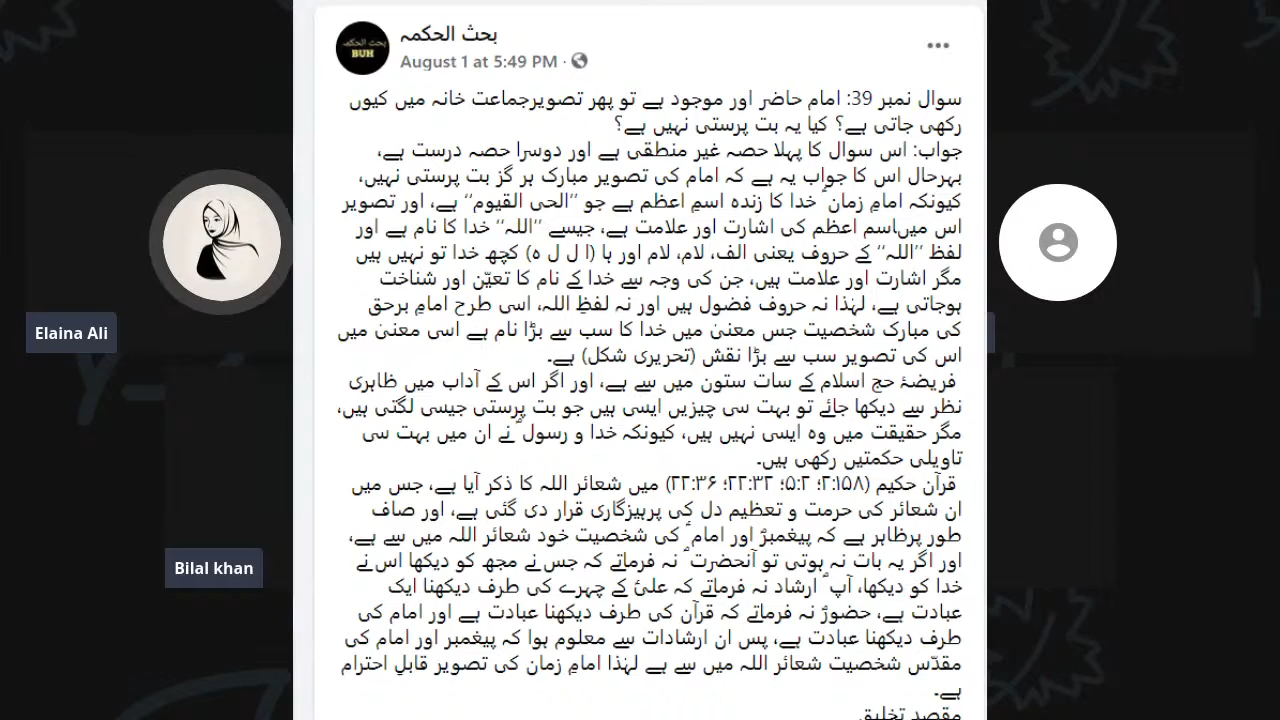 بحث الحکمہ
بحث الحکمہ
BUH
August 1 at 5:49 PM ·
سوال نمبر 39: امام حاضر اور موجود ہے تو پھر تصویرجماعت خانہ میں کیوں
رکھی جاتی ہے؟ کیا یہ بت پرستی نہیں ہے؟
جواب: اس سوال کا پہلا حصہ غیر منطقی ہے اور دوسرا حصہ درست ہے،
بہرحال اس کا جواب یہ ہے کہ امام کی تصویر مبارک ہر گز بت پرستی نہیں،
کیونکہ امامِ زمانؑ خدا کا زندہ اسمِ اعظم ہے جو ’’الحی القیوم‘‘ ہے، اور تصویر
اس میںاسم اعظم کی اشارت اور علامت ہے، جیسے ’’اللہ‘‘ خدا کا نام ہے اور
لفظ ’’اللہ‘‘ کے حروف یعنی الف، لام، لام اور ہا (ا ل ل ہ) کچھ خدا تو نہیں ہیں
مگر اشارت اور علامت ہیں، جن کی وجہ سے خدا کے نام کا تعیّن اور شناخت
ہوجاتی ہے، لہٰذا نہ حروف فضول ہیں اور نہ لفظِ اللہ، اسی طرح امامِ برحق
کی مبارک شخصیت جس معنیٰ میں خدا کا سب سے بڑا نام ہے اسی معنیٰ میں
اس کی تصویر سب سے بڑا نقش (تحریری شکل) ہے۔
فریضۂ حج اسلام کے سات ستون میں سے ہے، اور اگر اس کے آداب میں ظاہری
نظر سے دیکھا جائے تو بہت سی چیزیں ایسی ہیں جو بت پرستی جیسی لگتی ہیں،
مگر حقیقت میں وہ ایسی نہیں ہیں، کیونکہ خدا و رسولؐ نے ان میں بہت سی
تاویلی حکمتیں رکھی ہیں۔
قرآن حکیم (۲:۱۵۸؛ ۵:۲؛ ۲۲:۳۲؛ ۲۲:۳۶) میں شعائر اللہ کا ذکر آیا ہے، جس میں
ان شعائر کی حرمت و تعظیم دل کی پرہیزگاری قرار دی گئی ہے، اور صاف
طور پرظاہر ہے کہ پیغمبرؐ اور امامؑ کی شخصیت خود شعائر اللہ میں سے ہے،
اور اگر یہ بات نہ ہوتی تو آنحضرتؐ نہ فرماتے کہ جس نے مجھ کو دیکھا اس نے
خدا کو دیکھا، آپؐ ارشاد نہ فرماتے کہ علیؑ کے چہرے کی طرف دیکھنا ایک
عبادت ہے، حضورؐ نہ فرماتے کہ قرآن کی طرف دیکھنا عبادت ہے اور امام کی
طرف دیکھنا عبادت ہے، پس ان ارشادات سے معلوم ہوا کہ پیغمبر اور امام کی
مقدّس شخصیت شعائر اللہ میں سے ہے لہٰذا امامِ زمان کی تصویر قابلِ احترام
ہے۔
مقصدِ تخلیق
Elaina Ali
Bilal khan